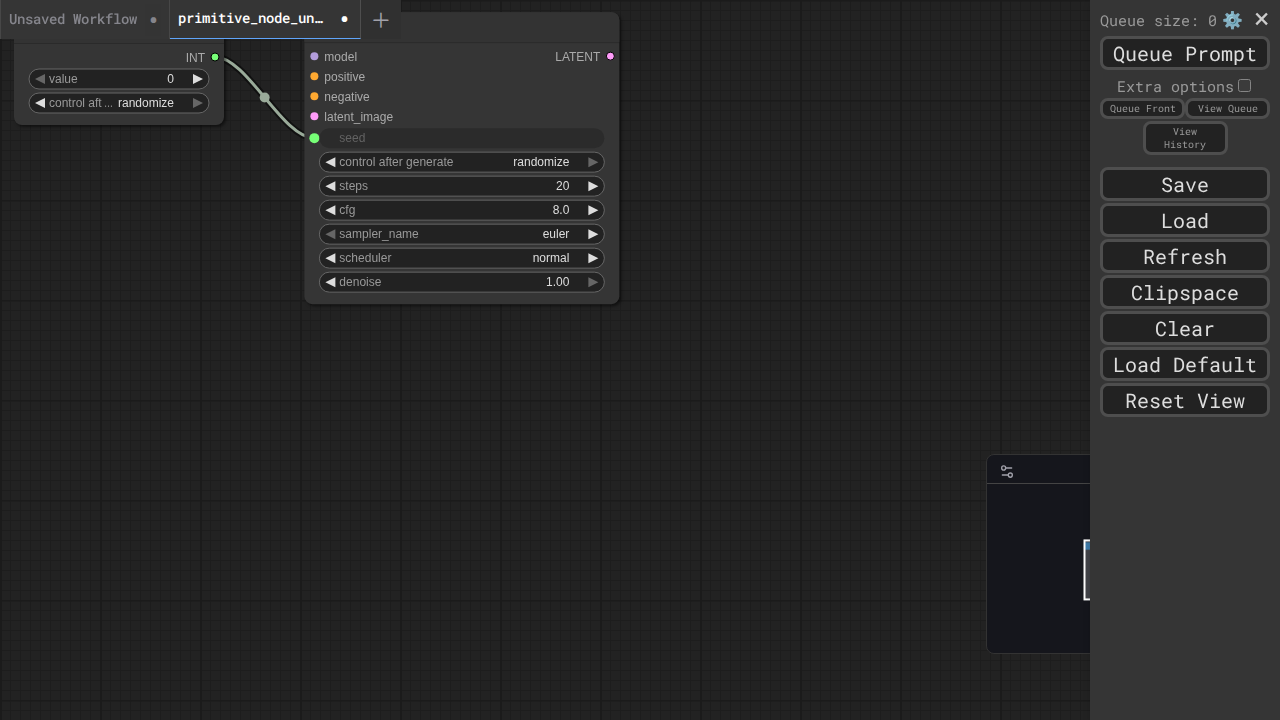 Unsaved Workflow
primitive_node_un…
INT
value 0
control aft … randomize
model LATENT
positive
negative
latent_image
seed
control after generate randomize
steps 20
cfg 8.0
sampler_name euler
scheduler normal
denoise 1.00
Queue size: 0
Queue Prompt
Extra options
Queue Front
View Queue
View
History
Save
Load
Refresh
Clipspace
Clear
Load Default
Reset View